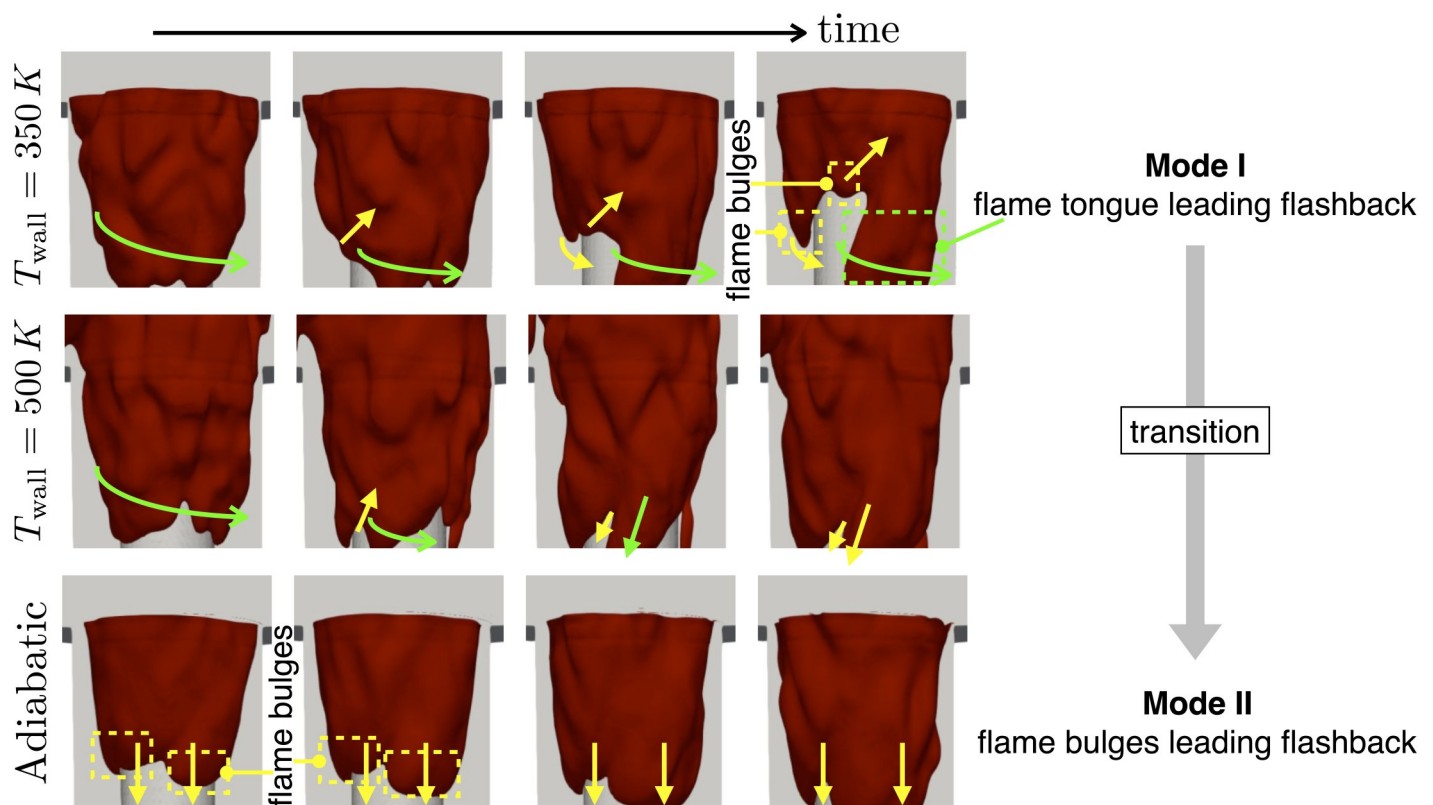 time
T_wall = 350 K
flame bulges
Mode I
flame tongue leading flashback
T_wall = 500 K
transition
Adiabatic
flame bulges
Mode II
flame bulges leading flashback